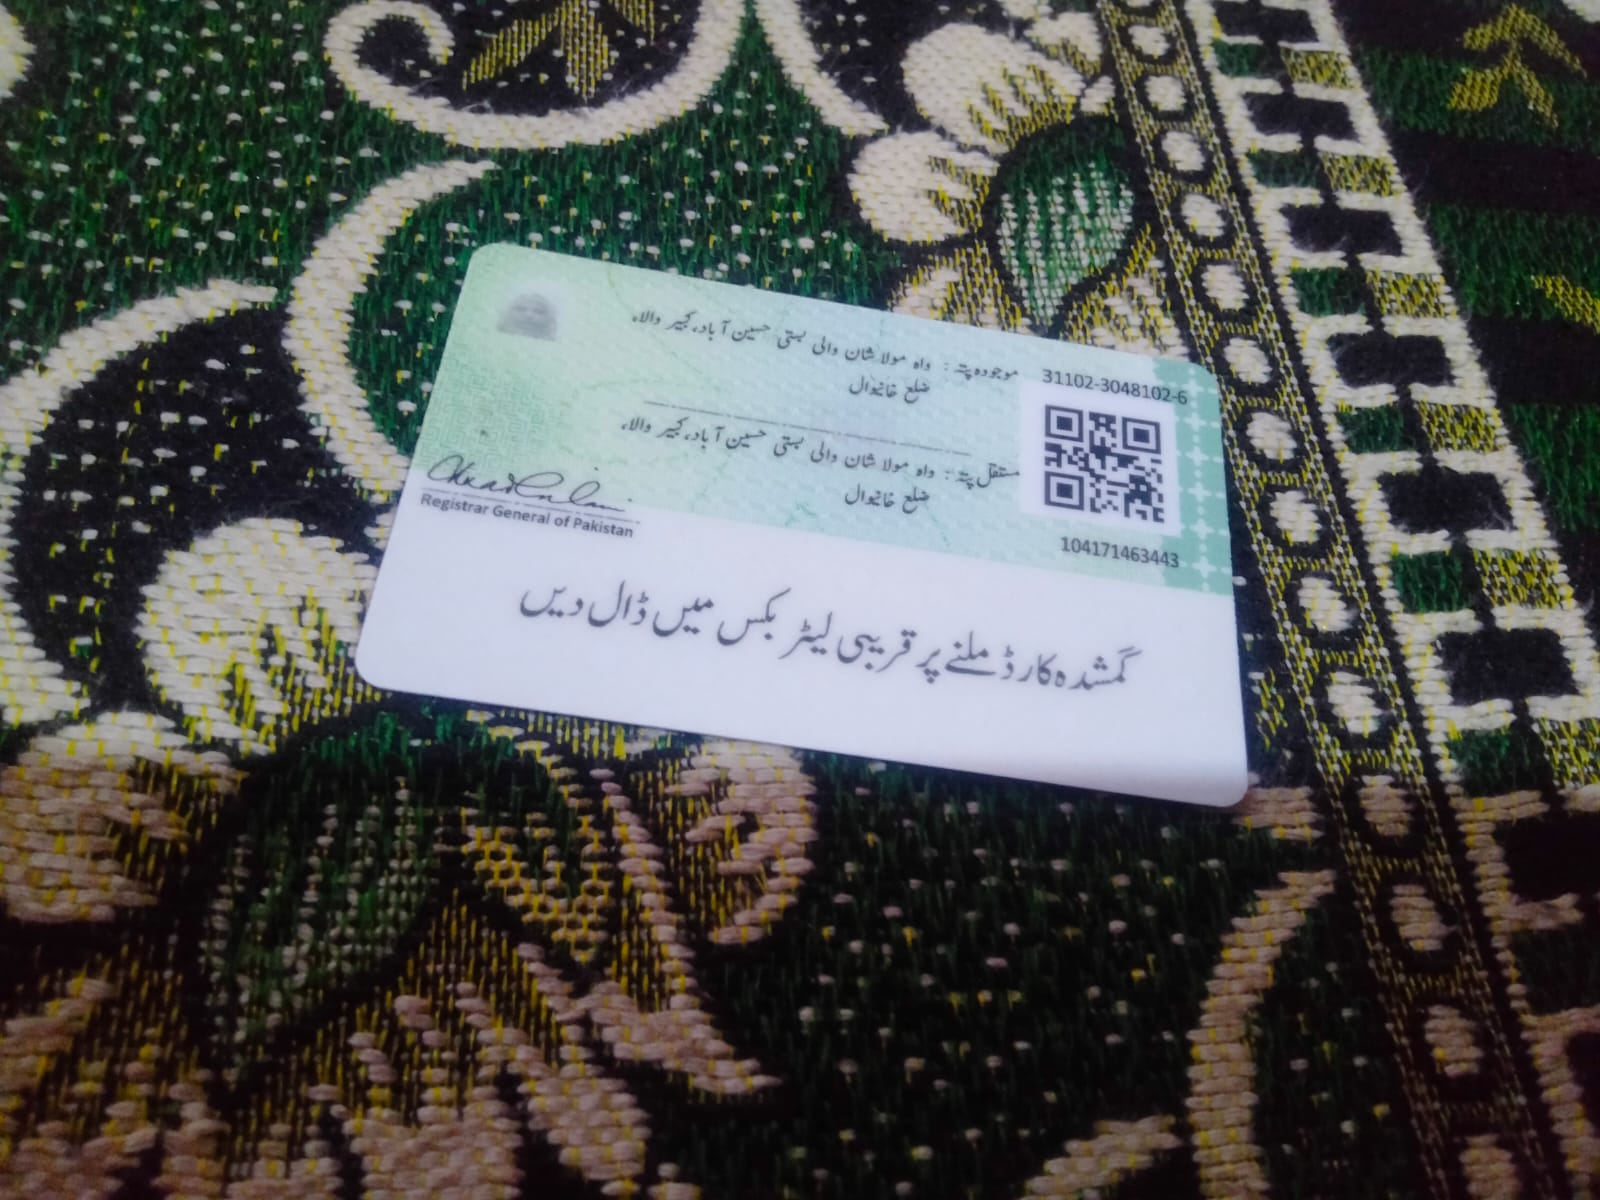 31102-3048102-6
موجودہ پتہ : واہ مولا شان والی بستی حسین آباد، کبیر والا،
ضلع خانیوال
مستقل پتہ : واہ مولا شان والی بستی حسین آباد، کبیر والا،
ضلع خانیوال
104171463443
Registrar General of Pakistan
گمشدہ کارڈ ملنے پر قریبی لیٹر بکس میں ڈال دیں